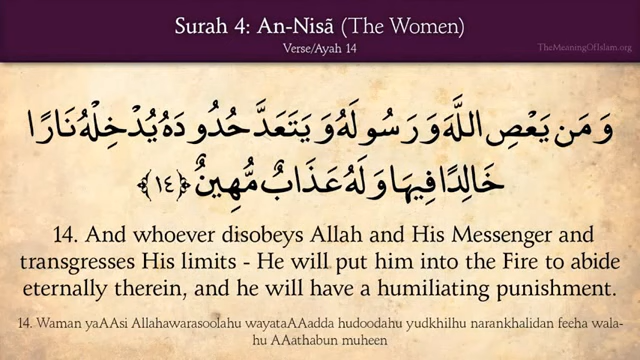 Surah 4: An-Nisã (The Women)
Verse/Ayah 14
TheMeaningOfIslam.org
وَمَن يَعْصِ اللَّهَ وَرَسُولَهُ وَيَتَعَدَّ حُدُودَهُ يُدْخِلْهُ نَارًا
خَالِدًا فِيهَا وَلَهُ عَذَابٌ مُّهِينٌ ﴿١٤﴾
14. And whoever disobeys Allah and His Messenger and
transgresses His limits - He will put him into the Fire to abide
eternally therein, and he will have a humiliating punishment.
14. Waman yaAAsi Allahawarasoolahu wayataAAadda hudoodahu yudkhilhu narankhalidan feeha wala-
hu AAathabun muheen